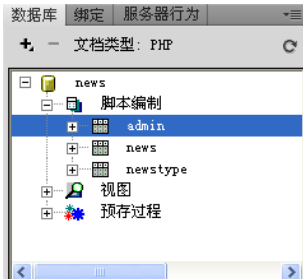 数据库 绑定 服务器行为
文档类型: PHP
news
脚本编制
admin
news
newstype
视图
预存过程